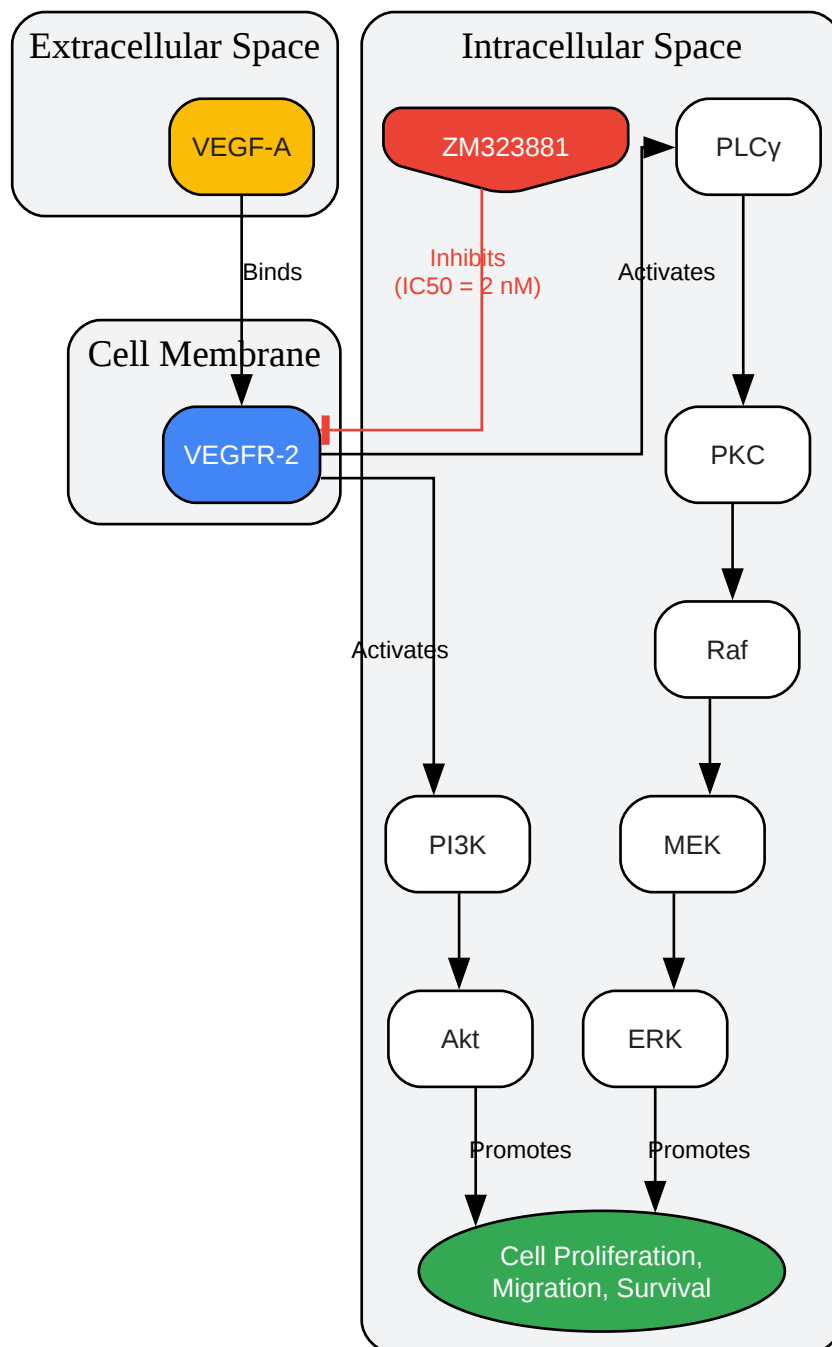 Extracellular Space
Intracellular Space
VEGF-A
ZM323881
PLCγ
Binds
Inhibits
(IC50 = 2 nM)
Activates
Cell Membrane
VEGFR-2
PKC
Activates
Raf
PI3K
MEK
Akt
ERK
Promotes
Promotes
Cell Proliferation,
Migration, Survival